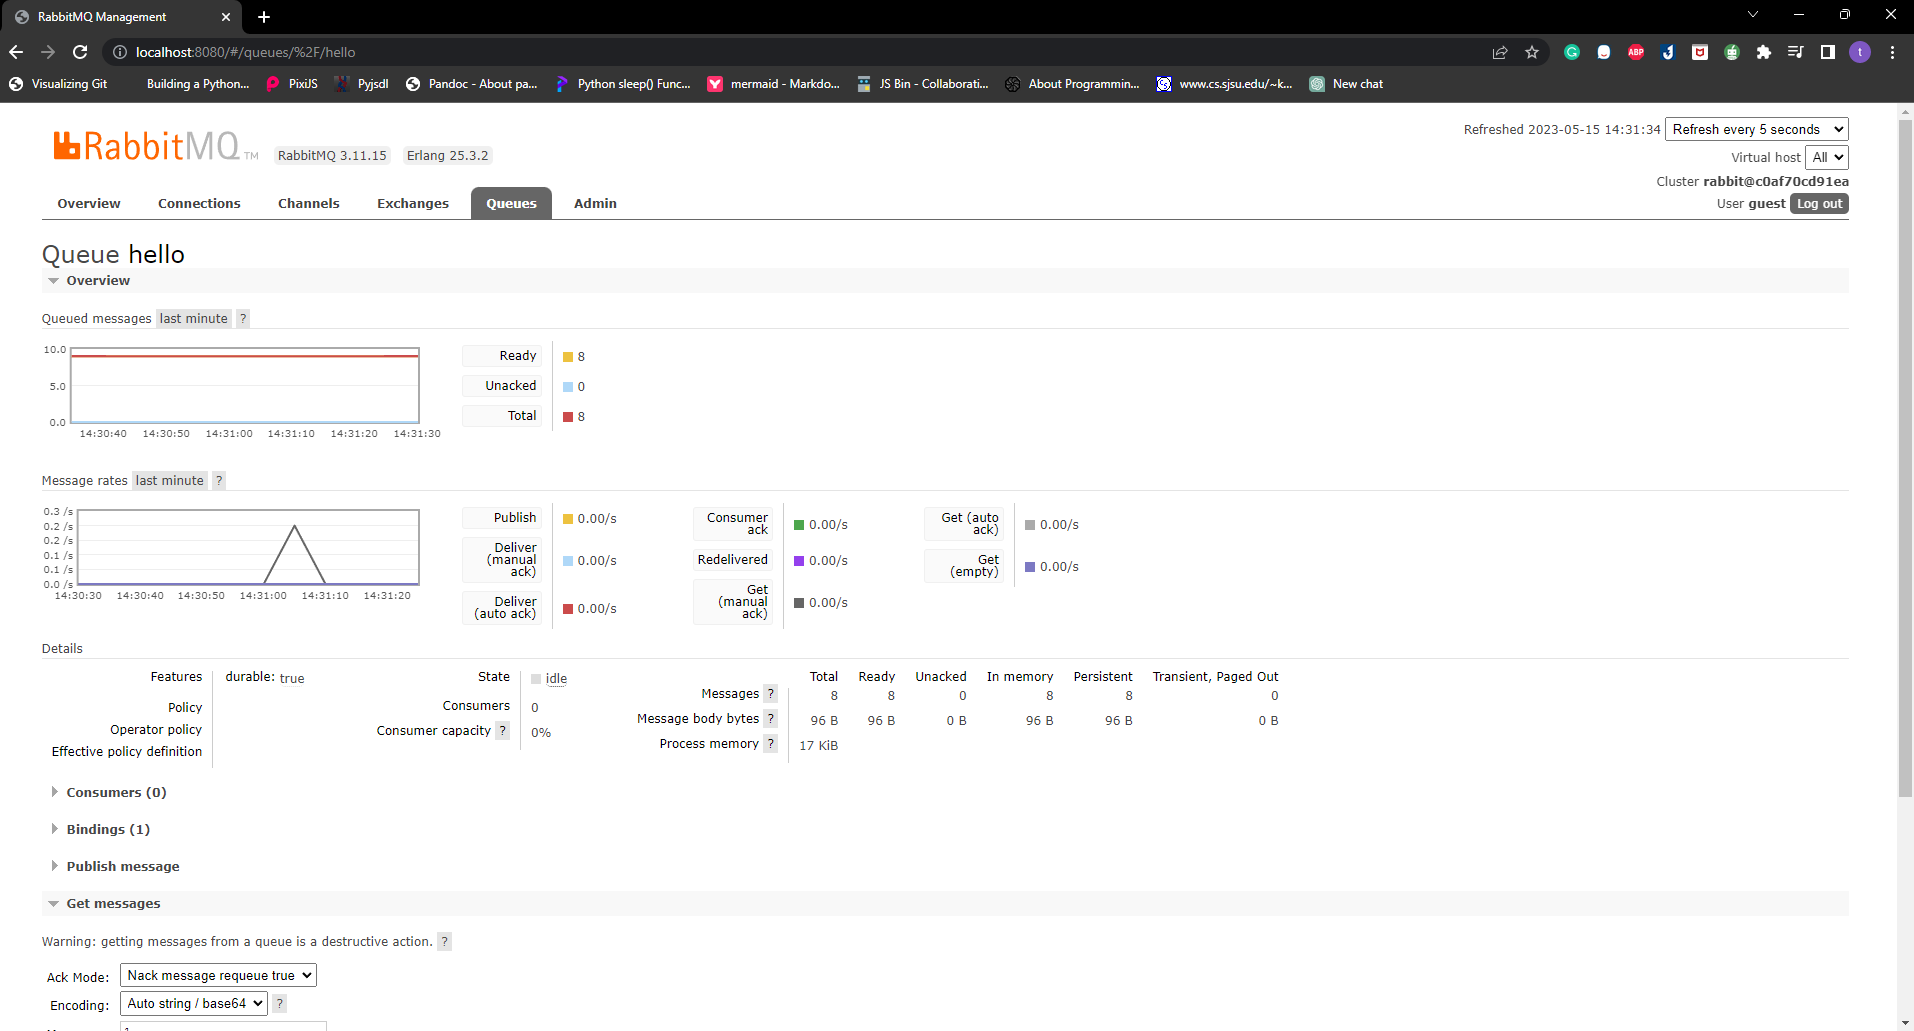 RabbitMQ Management
localhost:8080/#/queues/%2F/hello
ABP
t
Visualizing Git Building a Python... PixiJS Pyjsdl Pandoc - About pa... Python sleep() Func... mermaid - Markdo... JS Bin - Collaborati... About Programmin... www.cs.sjsu.edu/~k... New chat
RabbitMQ TM RabbitMQ 3.11.15 Erlang 25.3.2
Refreshed 2023-05-15 14:31:34 Refresh every 5 seconds
Virtual host All
Cluster rabbit@c0af70cd91ea
User guest Log out
Overview Connections Channels Exchanges Queues Admin
Queue hello
Overview
Queued messages last minute ?
10.0
5.0
0.0
14:30:40 14:30:50 14:31:00 14:31:10 14:31:20 14:31:30
Ready 8
Unacked 0
Total 8
Message rates last minute ?
0.3 /s
0.2 /s
0.2 /s
0.1 /s
0.1 /s
0.0 /s
14:30:30 14:30:40 14:30:50 14:31:00 14:31:10 14:31:20
Publish 0.00/s
Deliver
(manual
ack) 0.00/s
Deliver
(auto ack) 0.00/s
Consumer
ack 0.00/s
Redelivered 0.00/s
Get
(manual
ack) 0.00/s
Get (auto
ack) 0.00/s
Get
(empty) 0.00/s
Details
Features durable: true
Policy
Operator policy
Effective policy definition
State idle
Consumers 0
Consumer capacity ? 0%
Total Ready Unacked In memory Persistent Transient, Paged Out
Messages ? 8 8 0 8 8 0
Message body bytes ? 96 B 96 B 0 B 96 B 96 B 0 B
Process memory ? 17 KiB
Consumers (0)
Bindings (1)
Publish message
Get messages
Warning: getting messages from a queue is a destructive action. ?
Ack Mode: Nack message requeue true
Encoding: Auto string / base64 ?